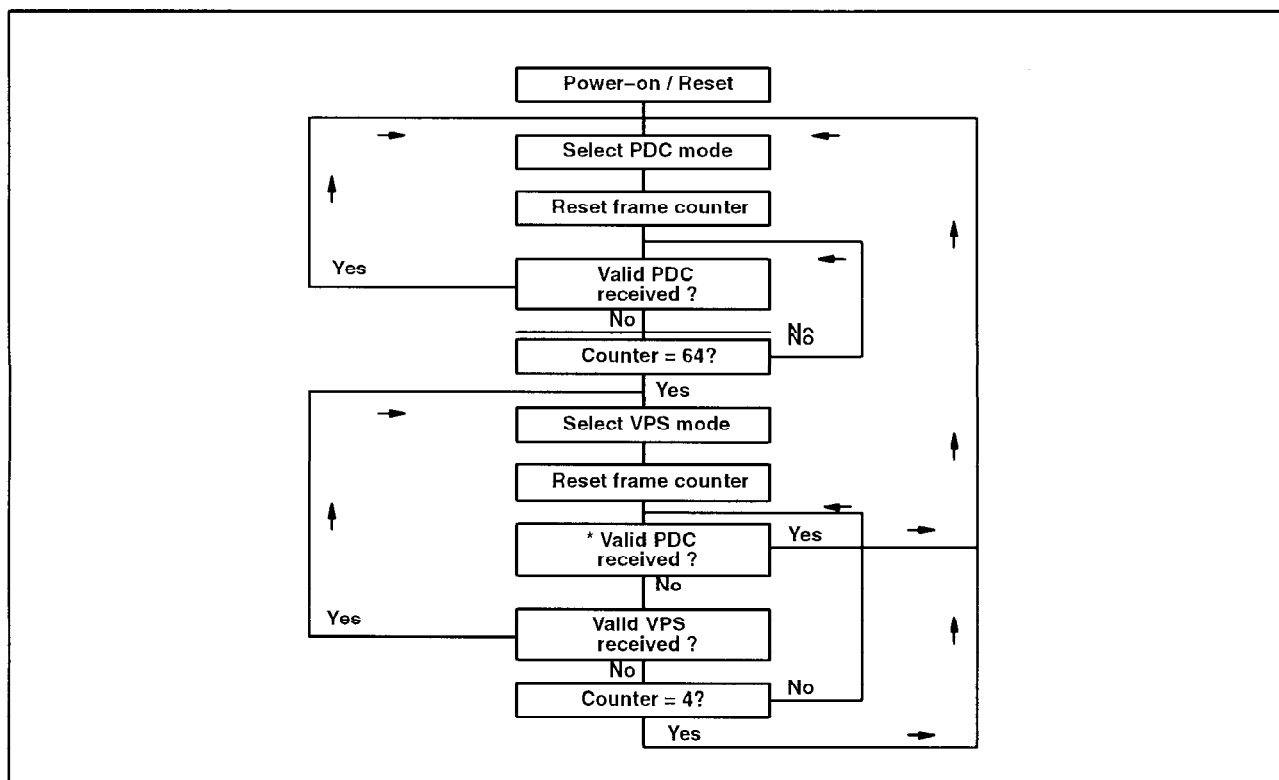 Power-on / Reset
Select PDC mode
Reset frame counter
Yes
Valid PDC
received ?
No
No
No
Counter = 64?
Yes
Select VPS mode
Reset frame counter
* Valid PDC
received ?
Yes
No
Yes
Valid VPS
received ?
No
Counter = 4?
No
Yes